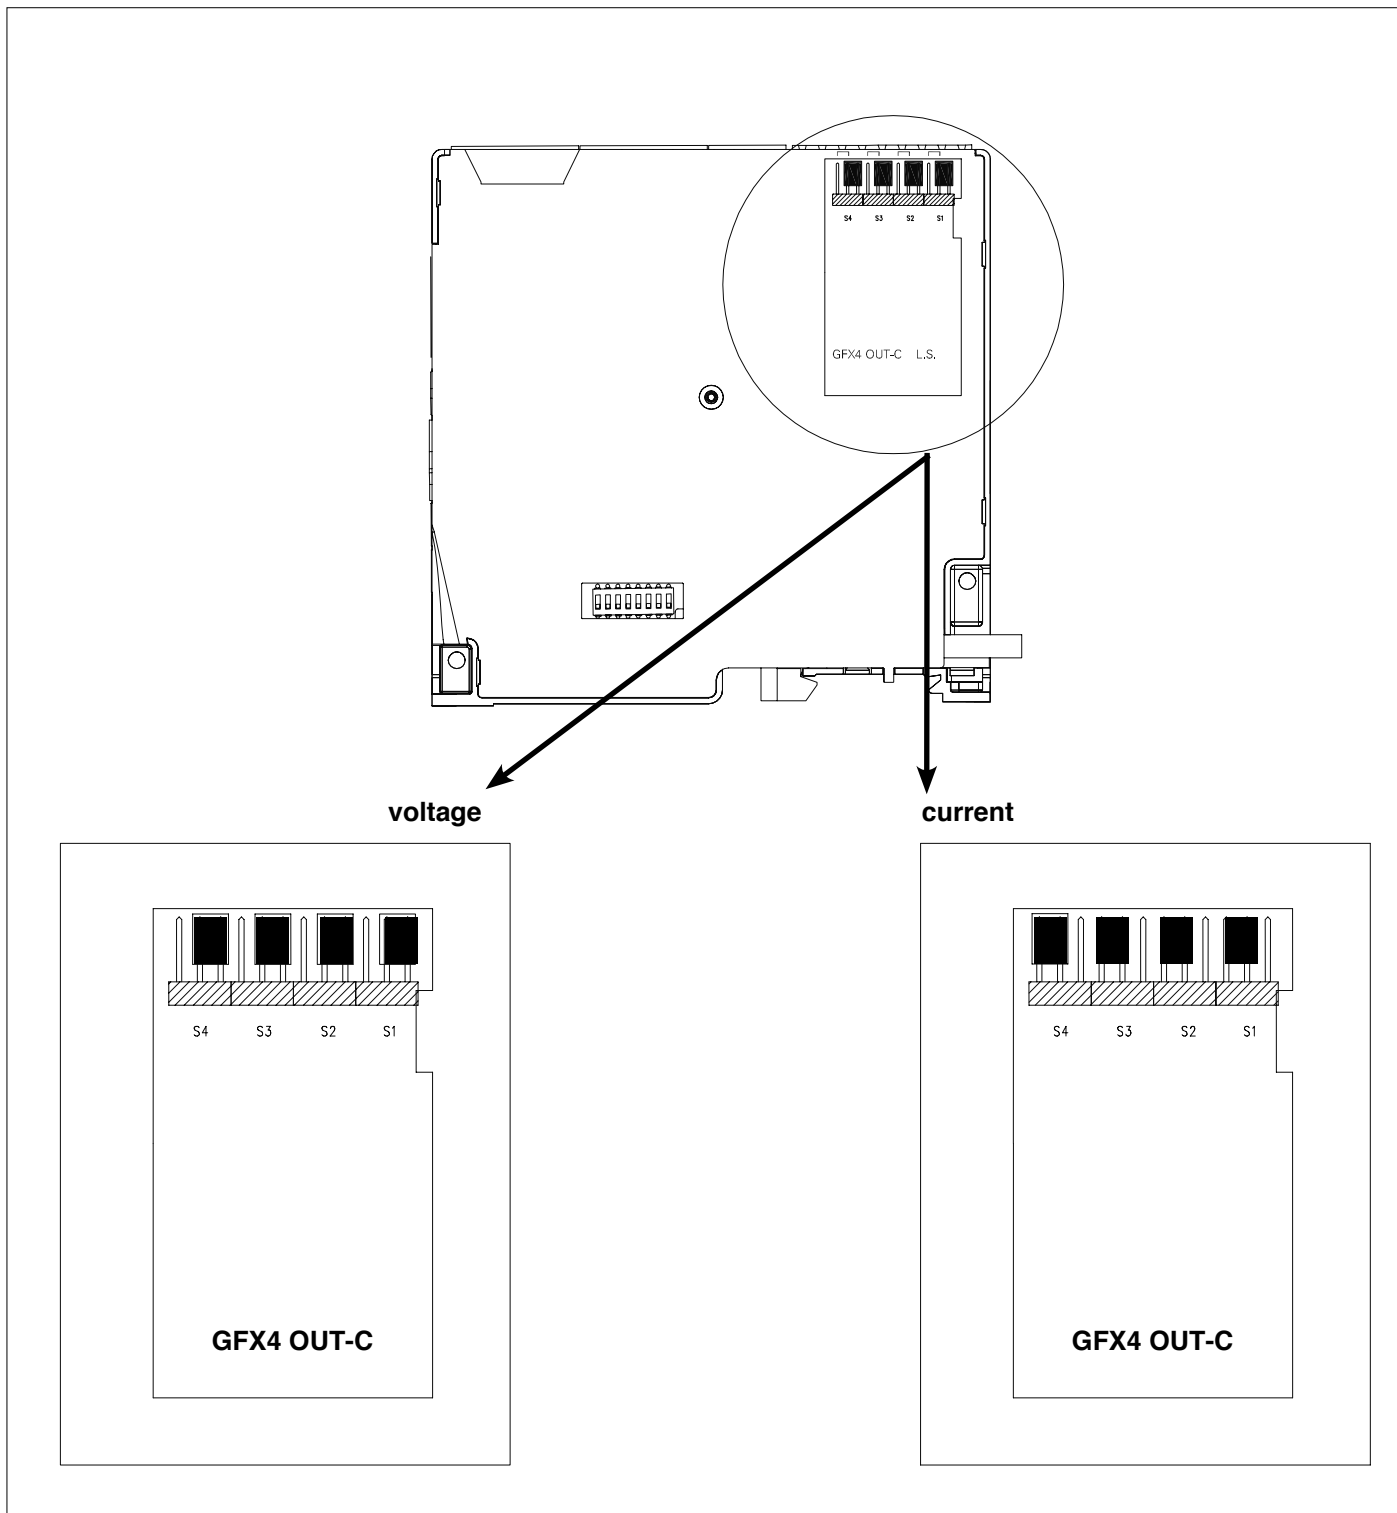 S4 S3 S2 S1
GFX4 OUT-C L.S.
voltage
current
S4 S3 S2 S1
GFX4 OUT-C
S4 S3 S2 S1
GFX4 OUT-C